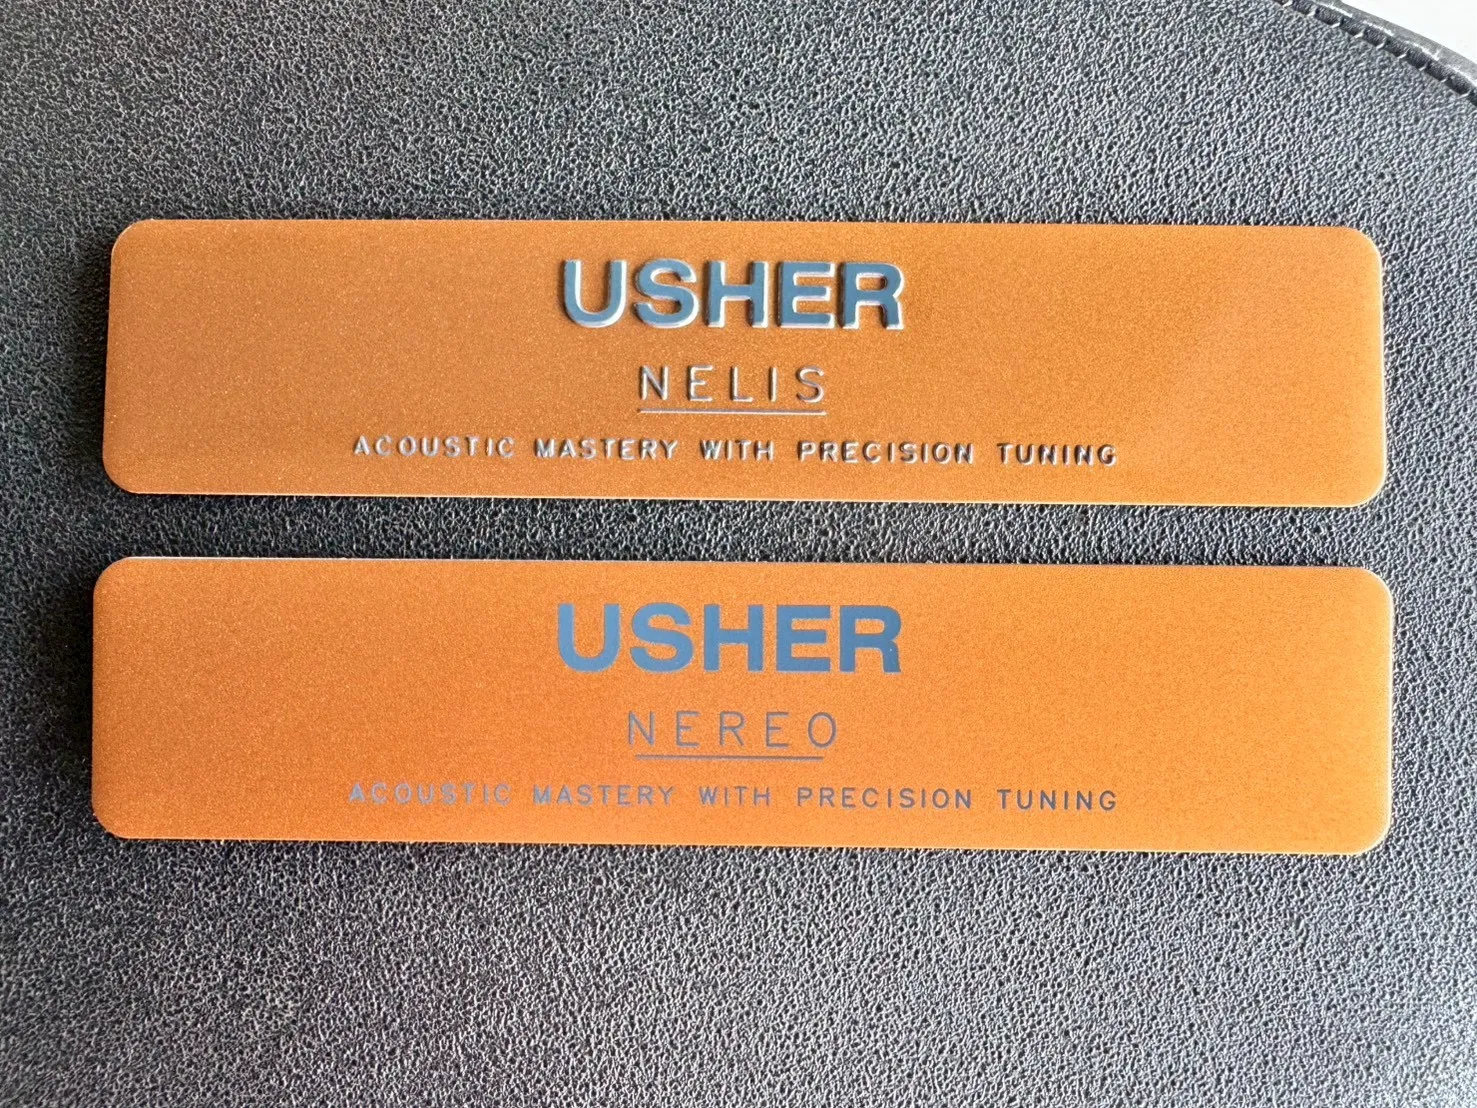 USHER
NELIS
ACOUSTIC MASTERY WITH PRECISION TUNING
USHER
NEREO
ACOUSTIC MASTERY WITH PRECISION TUNING